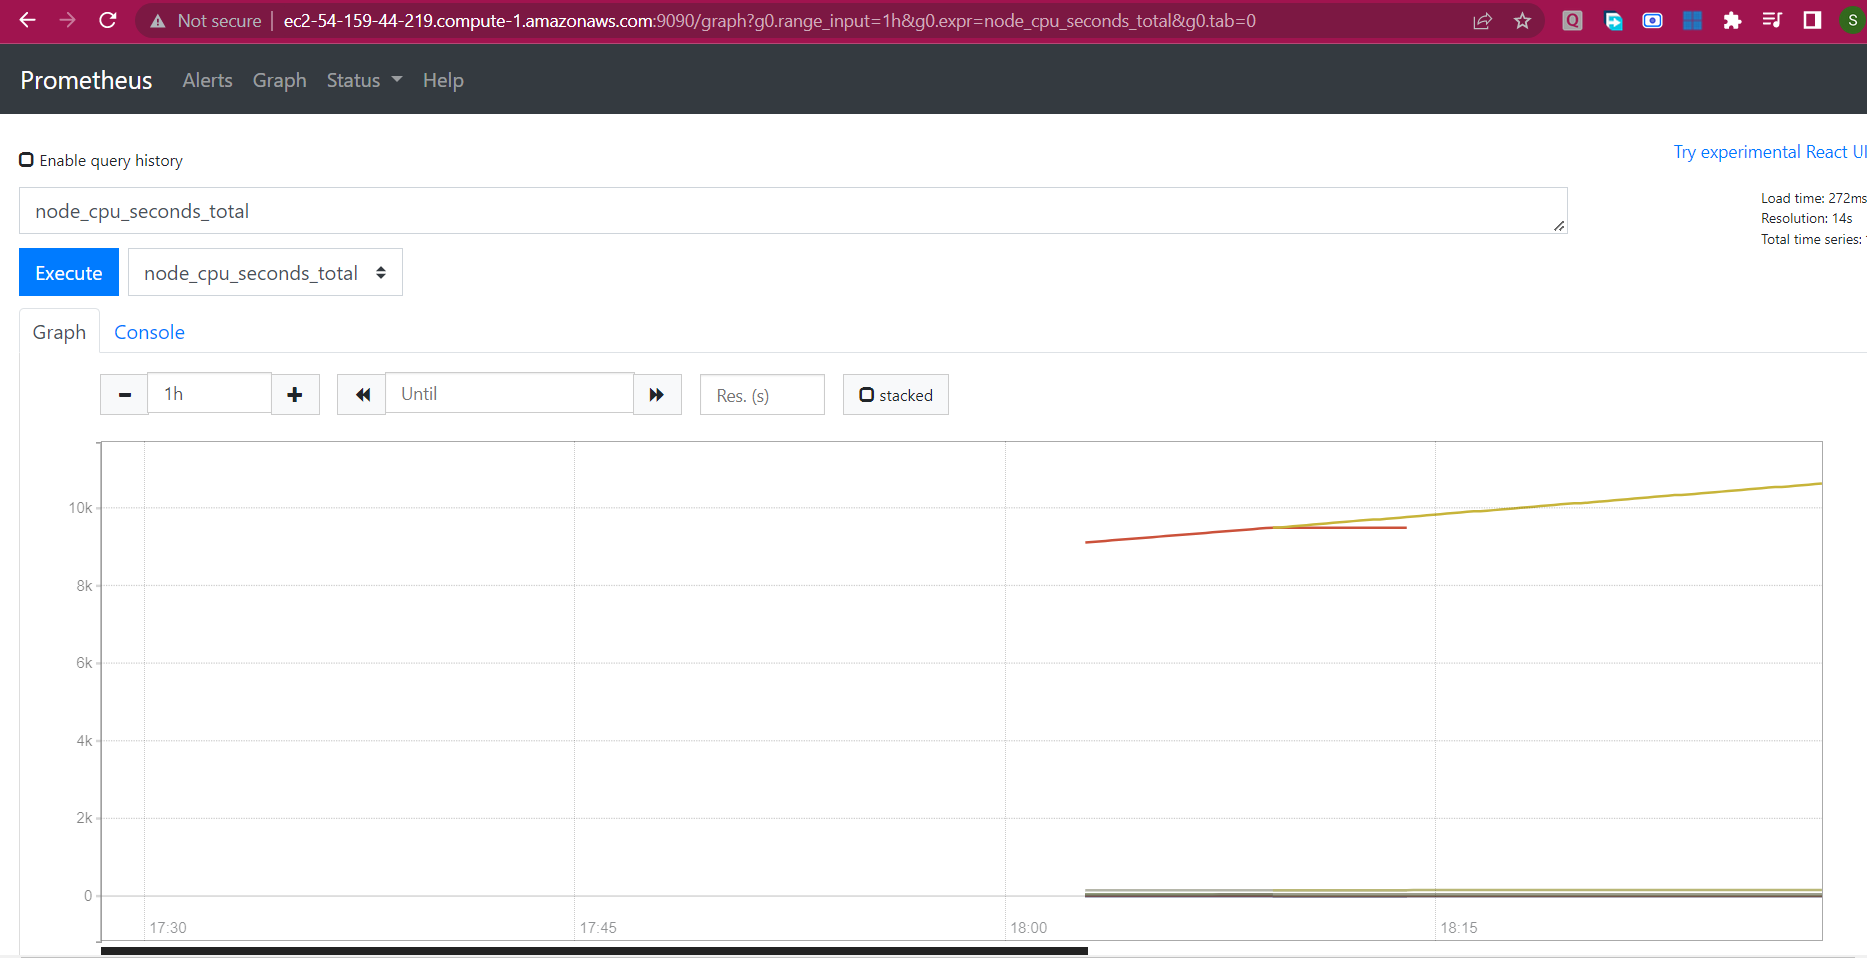 Not secure | ec2-54-159-44-219.compute-1.amazonaws.com:9090/graph?g0.range_input=1h&g0.expr=node_cpu_seconds_total&g0.tab=0
Q
S
Prometheus Alerts Graph Status Help
Enable query history
Try experimental React UI
node_cpu_seconds_total
Load time: 272ms
Resolution: 14s
Total time series:
Execute node_cpu_seconds_total
Graph Console
1h Until Res. (s) stacked
10k
8k
6k
4k
2k
0
17:30 17:45 18:00 18:15